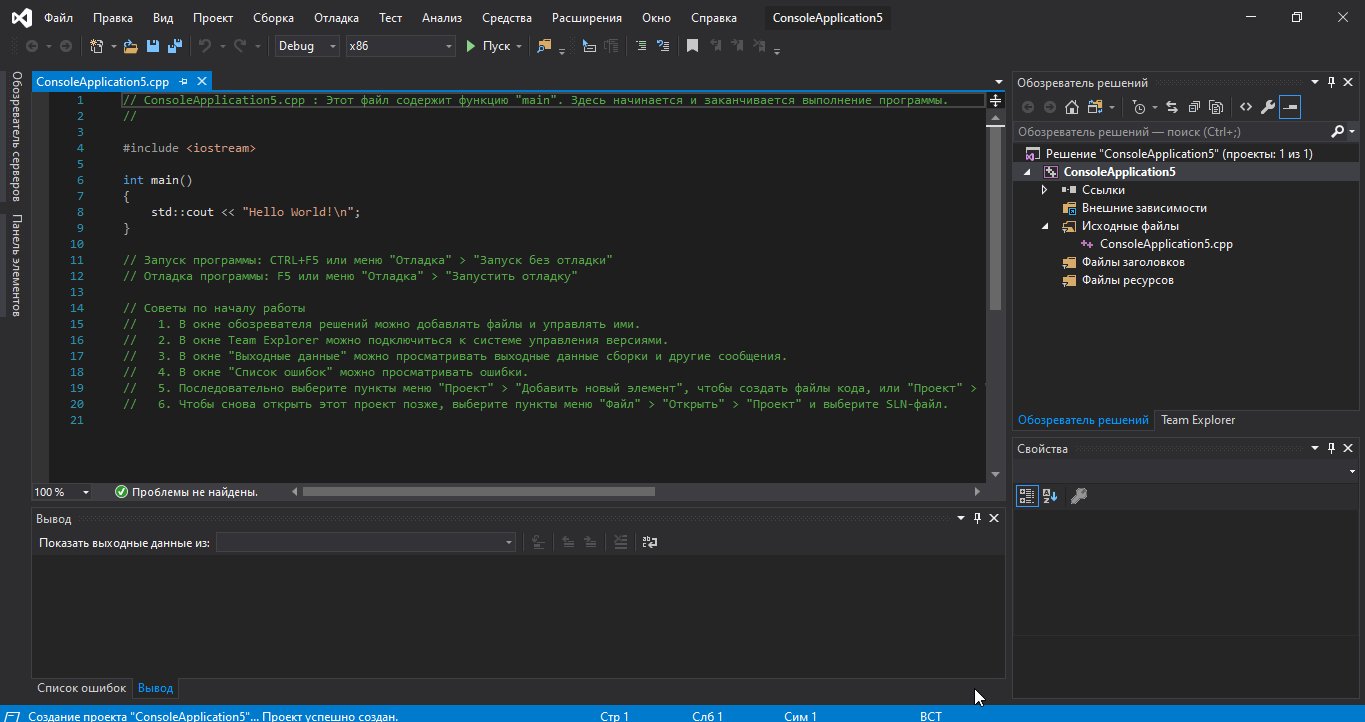 Файл Правка Вид Проект Сборка Отладка Тест Анализ Средства Расширения Окно Справка ConsoleApplication5
Debug x86 Пуск
Обозреватель серверов
Панель элементов
ConsoleApplication5.cpp
1 // ConsoleApplication5.cpp : Этот файл содержит функцию "main". Здесь начинается и заканчивается выполнение программы.
2 //
3
4 #include <iostream>
5
6 int main()
7 {
8 std::cout << "Hello World!\n";
9 }
10
11 // Запуск программы: CTRL+F5 или меню "Отладка" > "Запуск без отладки"
12 // Отладка программы: F5 или меню "Отладка" > "Запустить отладку"
13
14 // Советы по началу работы
15 // 1. В окне обозревателя решений можно добавлять файлы и управлять ими.
16 // 2. В окне Team Explorer можно подключиться к системе управления версиями.
17 // 3. В окне "Выходные данные" можно просматривать выходные данные сборки и другие сообщения.
18 // 4. В окне "Список ошибок" можно просматривать ошибки.
19 // 5. Последовательно выберите пункты меню "Проект" > "Добавить новый элемент", чтобы создать файлы кода, или "Проект" > "
20 // 6. Чтобы снова открыть этот проект позже, выберите пункты меню "Файл" > "Открыть" > "Проект" и выберите SLN-файл.
21
100 % Проблемы не найдены.
Вывод
Показать выходные данные из:
Список ошибок Вывод
Обозреватель решений
Обозреватель решений — поиск (Ctrl+;)
Решение "ConsoleApplication5" (проекты: 1 из 1)
ConsoleApplication5
Ссылки
Внешние зависимости
Исходные файлы
ConsoleApplication5.cpp
Файлы заголовков
Файлы ресурсов
Обозреватель решений Team Explorer
Свойства
Создание проекта "ConsoleApplication5"... Проект успешно создан. Стр 1 Слб 1 Сим 1 ВСТ